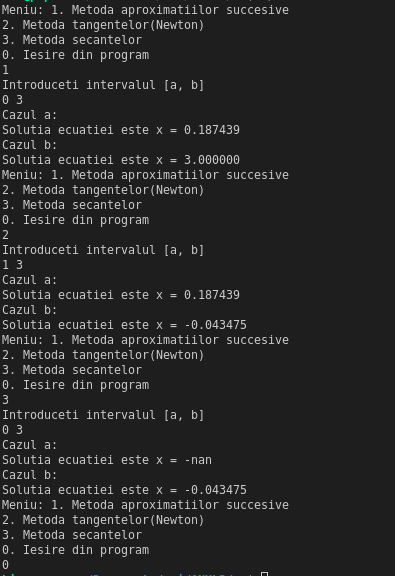 Meniu: 1. Metoda aproximatiilor succesive
2. Metoda tangentelor(Newton)
3. Metoda secantelor
0. Iesire din program
1
Introduceti intervalul [a, b]
0 3
Cazul a:
Solutia ecuatiei este x = 0.187439
Cazul b:
Solutia ecuatiei este x = 3.000000
Meniu: 1. Metoda aproximatiilor succesive
2. Metoda tangentelor(Newton)
3. Metoda secantelor
0. Iesire din program
2
Introduceti intervalul [a, b]
1 3
Cazul a:
Solutia ecuatiei este x = 0.187439
Cazul b:
Solutia ecuatiei este x = -0.043475
Meniu: 1. Metoda aproximatiilor succesive
2. Metoda tangentelor(Newton)
3. Metoda secantelor
0. Iesire din program
3
Introduceti intervalul [a, b]
0 3
Cazul a:
Solutia ecuatiei este x = -nan
Cazul b:
Solutia ecuatiei este x = -0.043475
Meniu: 1. Metoda aproximatiilor succesive
2. Metoda tangentelor(Newton)
3. Metoda secantelor
0. Iesire din program
0